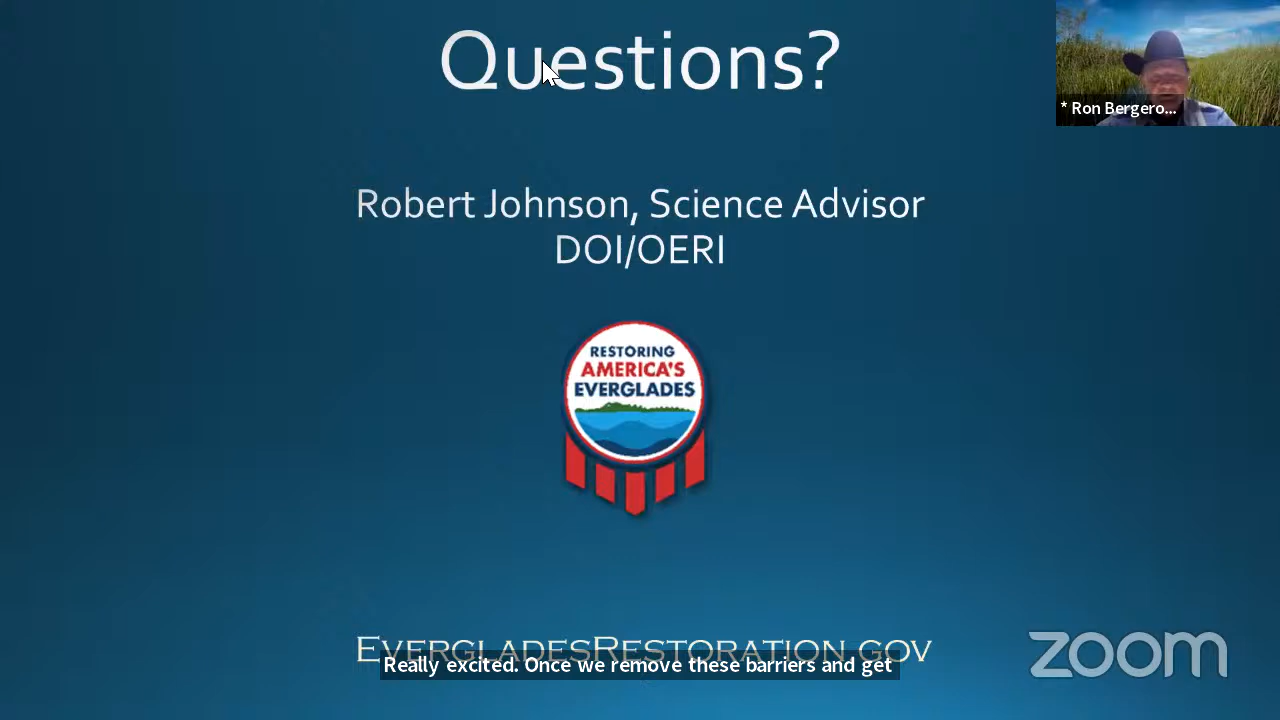 Questions?
* Ron Bergero...
Robert Johnson, Science Advisor
DOI/OERI
RESTORING
AMERICA'S
EVERGLADES
EVERGLADESRESTORATION.GOV
Really excited. Once we remove these barriers and get
zoom